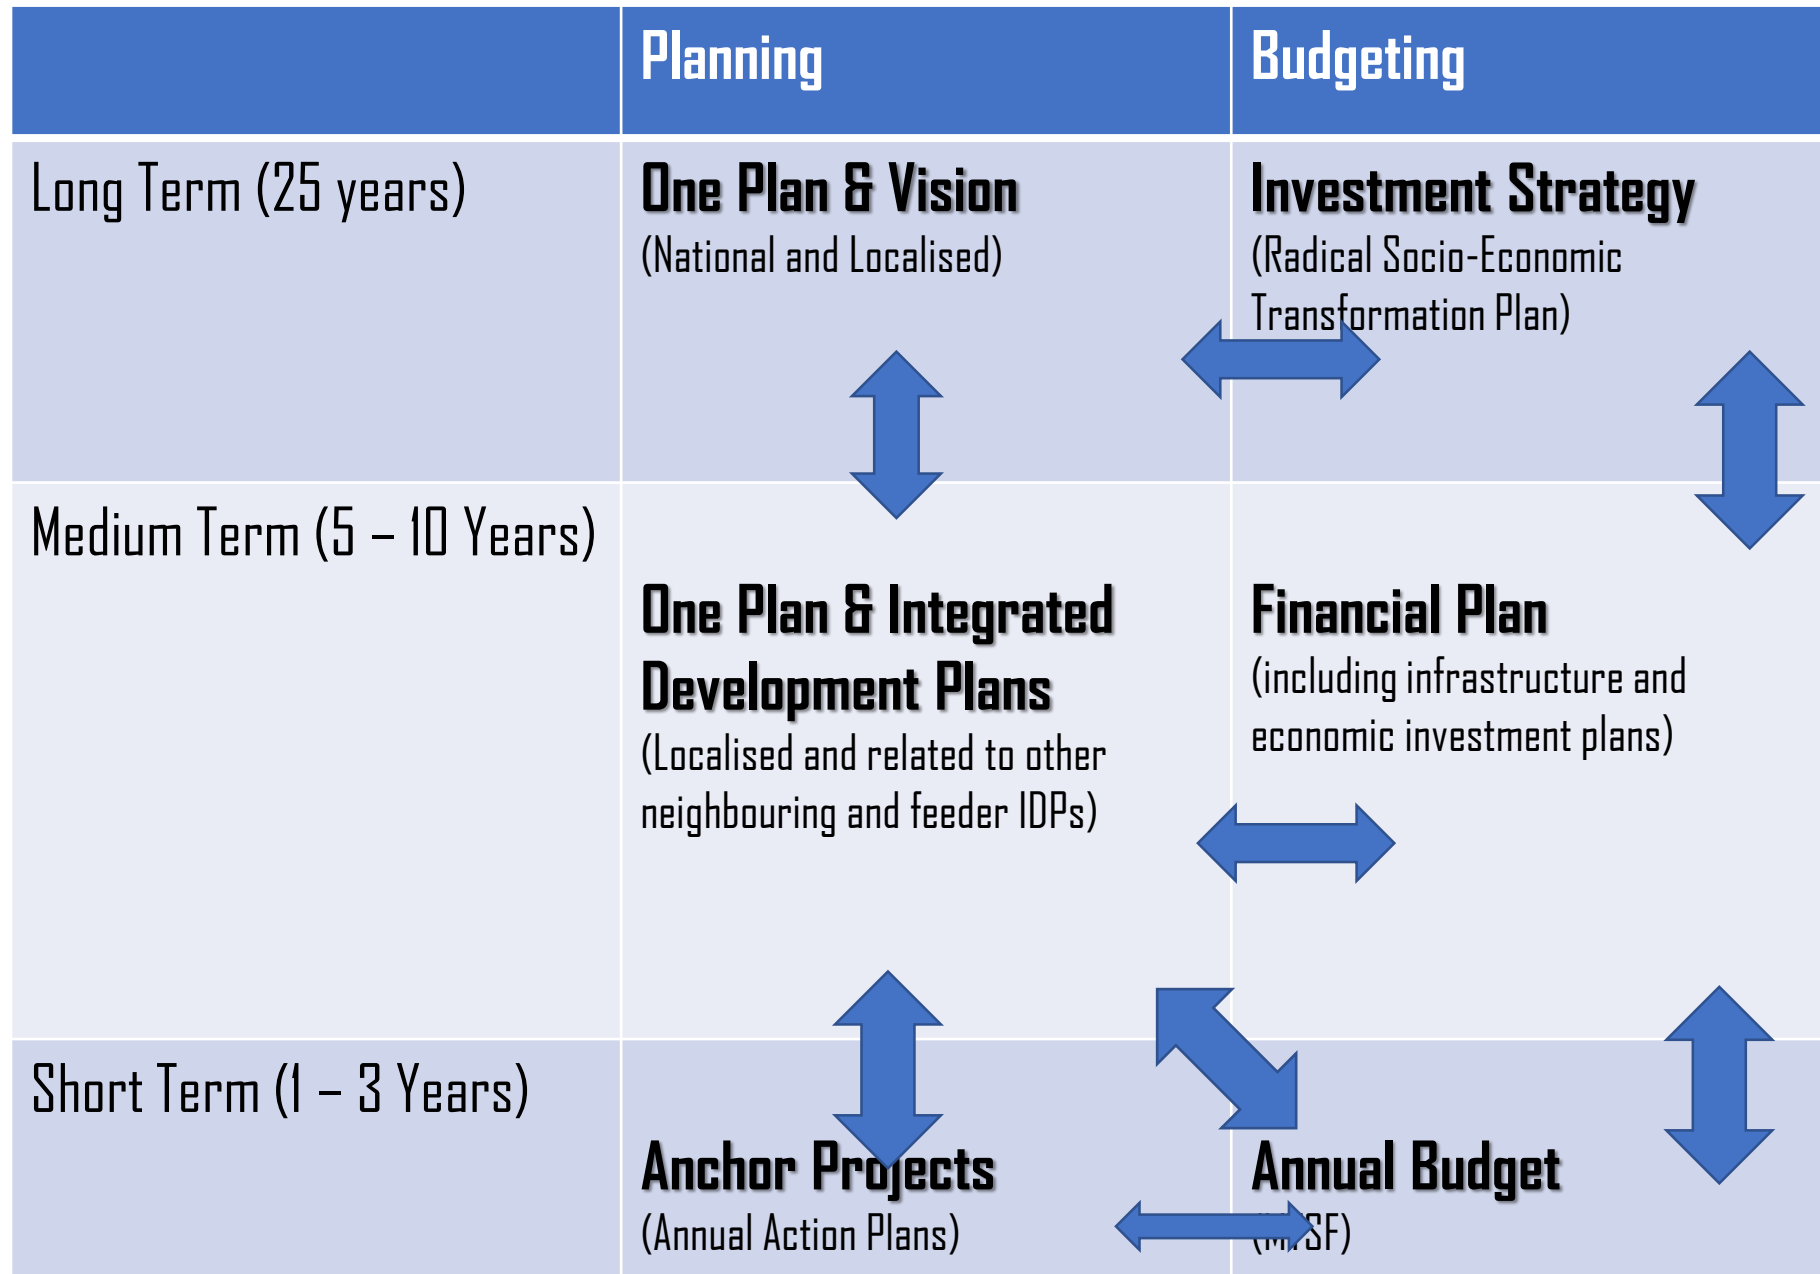 Planning
Budgeting
Long Term (25 years)
One Plan & Vision
(National and Localised)
Investment Strategy
(Radical Socio-Economic
Transformation Plan)
Medium Term (5 – 10 Years)
One Plan & Integrated
Development Plans
(Localised and related to other
neighbouring and feeder IDPs)
Financial Plan
(including infrastructure and
economic investment plans)
Short Term (1 – 3 Years)
Anchor Projects
(Annual Action Plans)
Annual Budget
(MTSF)